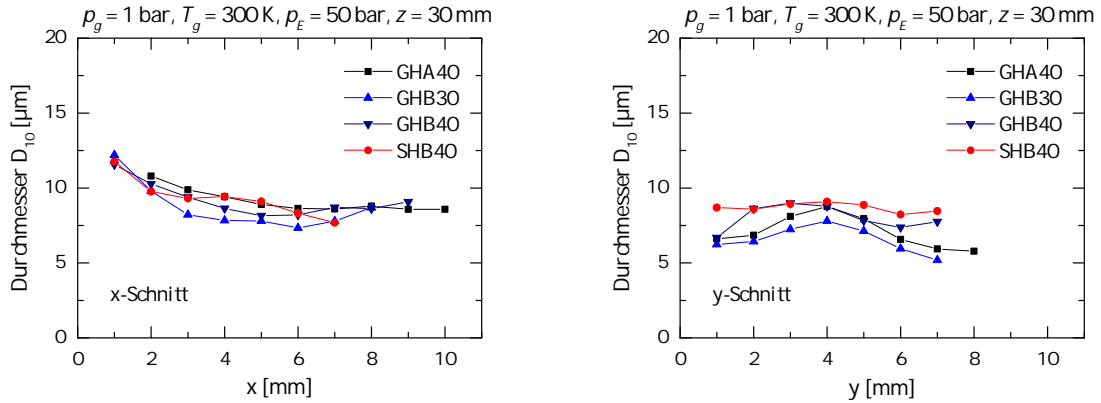 p_g = 1 bar, T_g = 300 K, p_E = 50 bar, z = 30 mm
20
15
10
5
0
Durchmesser D_10 [µm]
GHA40
GHB30
GHB40
SHB40
x-Schnitt
0 2 4 6 8 10
x [mm]
p_g = 1 bar, T_g = 300 K, p_E = 50 bar, z = 30 mm
20
15
10
5
0
Durchmesser D_10 [µm]
GHA40
GHB30
GHB40
SHB40
y-Schnitt
0 2 4 6 8 10
y [mm]